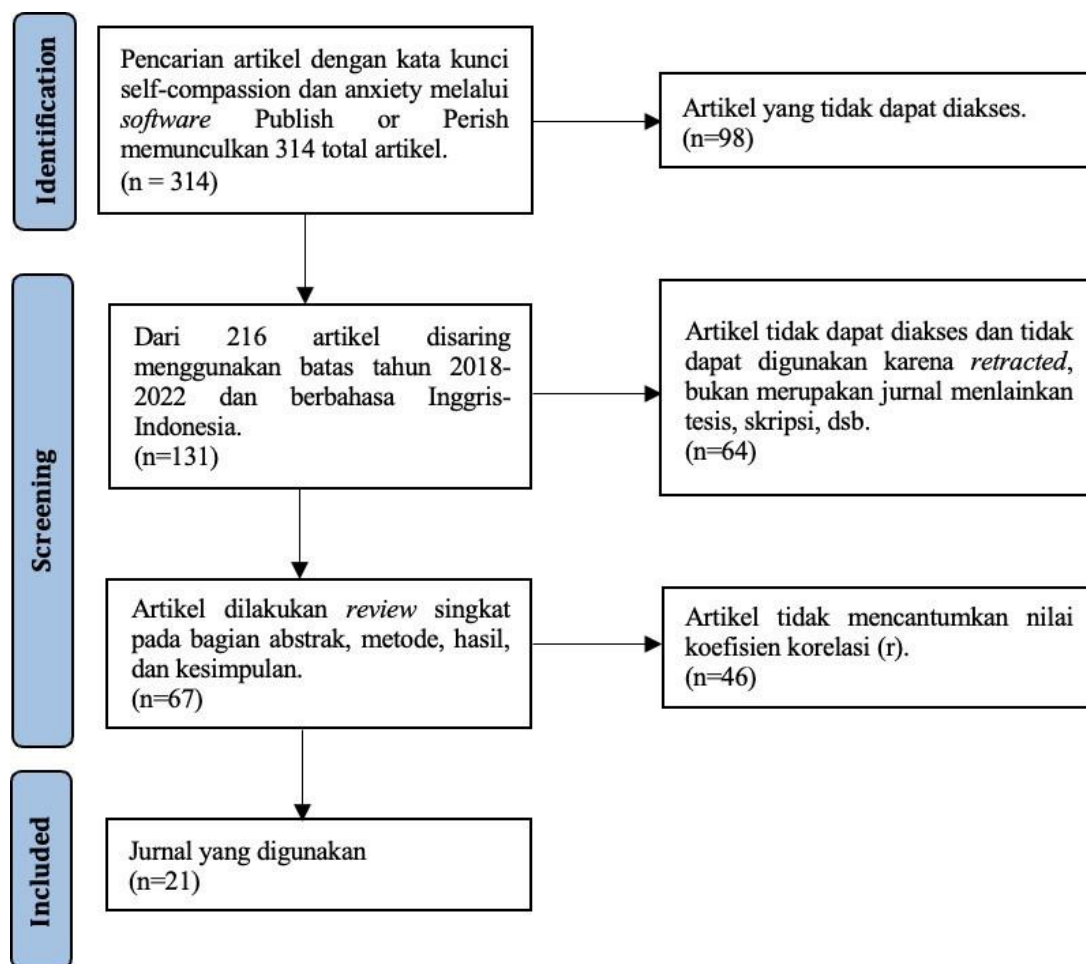 Identification
Pencarian artikel dengan kata kunci
self-compassion dan anxiety melalui
software Publish or Perish
memunculkan 314 total artikel.
(n = 314)
Artikel yang tidak dapat diakses.
(n=98)
Screening
Dari 216 artikel disaring
menggunakan batas tahun 2018-
2022 dan berbahasa Inggris-
Indonesia.
(n=131)
Artikel tidak dapat diakses dan tidak
dapat digunakan karena retracted,
bukan merupakan jurnal menlainkan
tesis, skripsi, dsb.
(n=64)
Artikel dilakukan review singkat
pada bagian abstrak, metode, hasil,
dan kesimpulan.
(n=67)
Artikel tidak mencantumkan nilai
koefisien korelasi (r).
(n=46)
Included
Jurnal yang digunakan
(n=21)